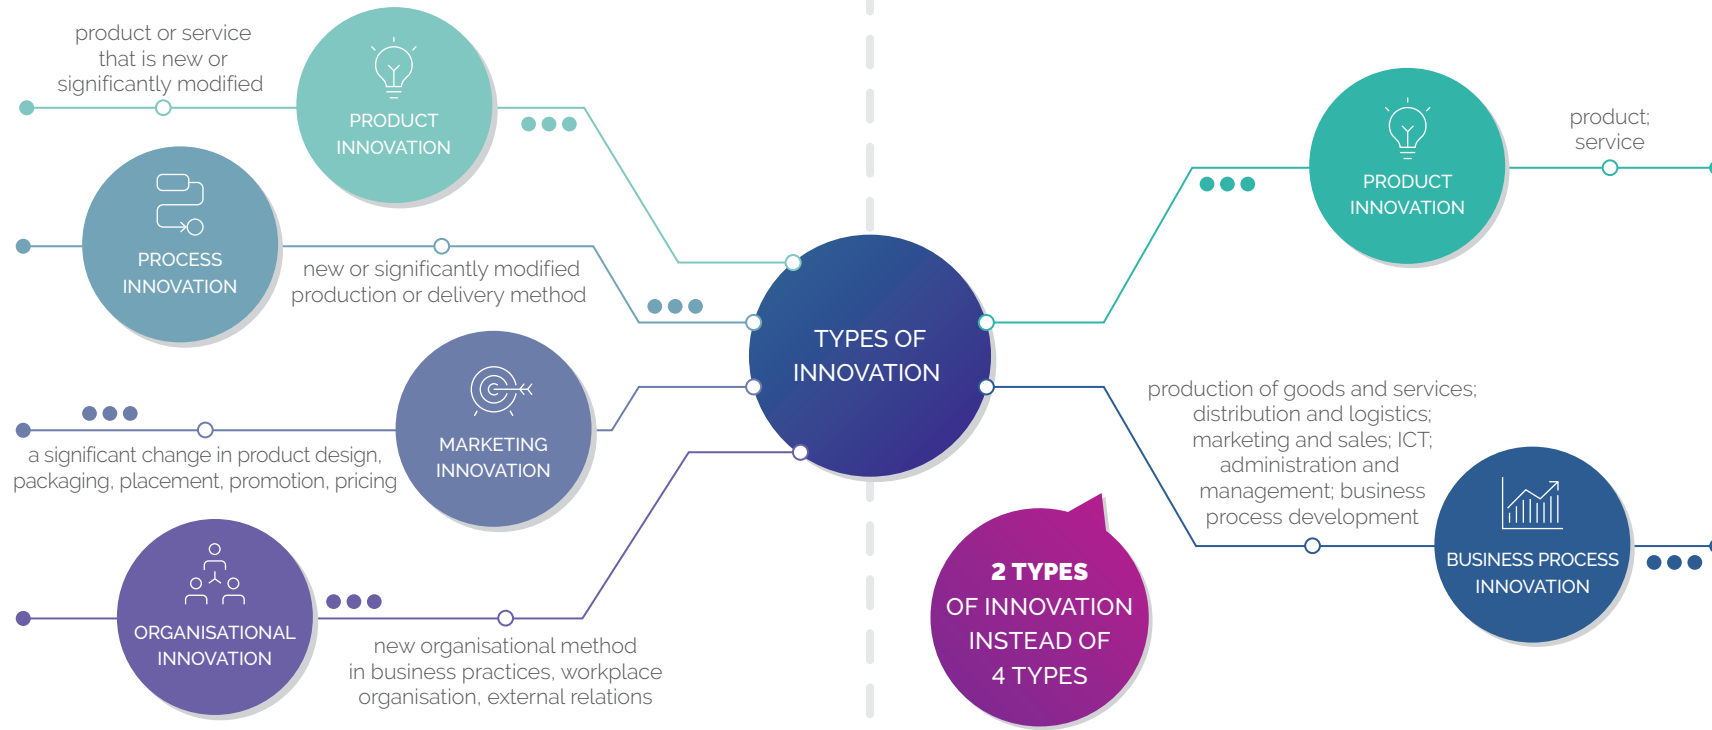 product or service
that is new or
significantly modified
PRODUCT
INNOVATION
PROCESS
INNOVATION
new or significantly modified
production or delivery method
MARKETING
INNOVATION
a significant change in product design,
packaging, placement, promotion, pricing
ORGANISATIONAL
INNOVATION
new organisational method
in business practices, workplace
organisation, external relations
TYPES OF
INNOVATION
PRODUCT
INNOVATION
product;
service
production of goods and services;
distribution and logistics;
marketing and sales; ICT;
administration and
management; business
process development
BUSINESS PROCESS
INNOVATION
2 TYPES
OF INNOVATION
INSTEAD OF
4 TYPES